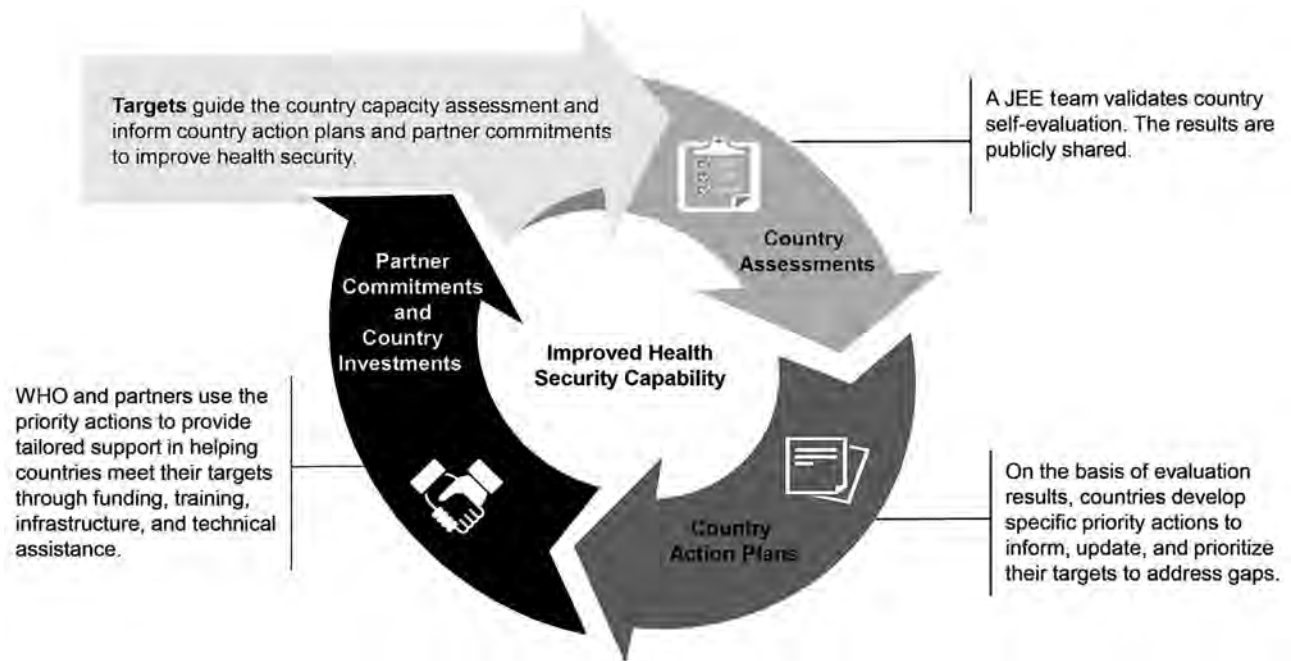 Targets guide the country capacity assessment and
inform country action plans and partner commitments
to improve health security.
A JEE team validates country
self-evaluation. The results are
publicly shared.
Country
Assessments
Partner
Commitments
and
Country
Investments
Improved Health
Security Capability
WHO and partners use the
priority actions to provide
tailored support in helping
countries meet their targets
through funding, training,
infrastructure, and technical
assistance.
Country
Action Plans
On the basis of evaluation
results, countries develop
specific priority actions to
inform, update, and prioritize
their targets to address gaps.